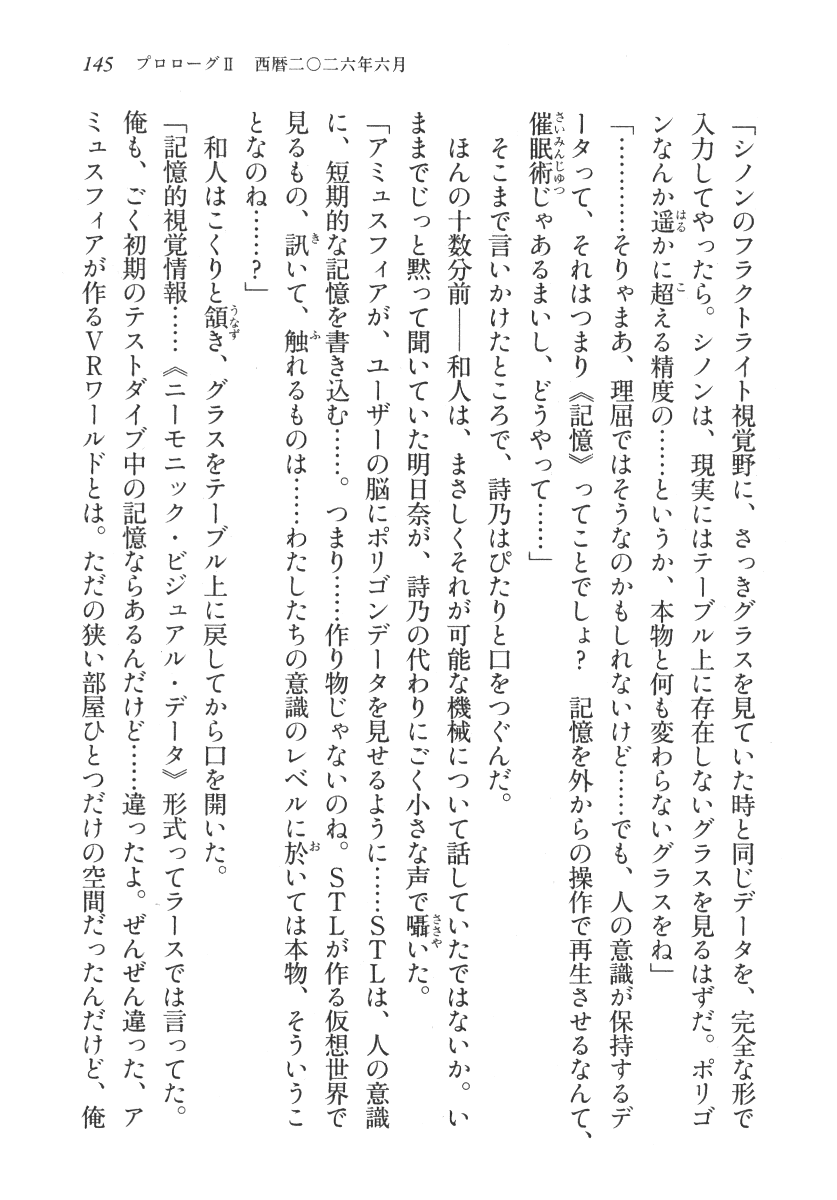 145 プロローグⅡ 西暦二〇二六年六月
「シノンのフラクトライト視覚野に、さっきグラスを見ていた時と同じデータを、完全な形で
入力してやったら。シノンは、現実にはテーブル上に存在しないグラスを見るはずだ。ポリゴ
ンなんか遥かに超える精度の……というか、本物と何も変わらないグラスをね」
「…………そりゃまあ、理屈ではそうなのかもしれないけど……でも、人の意識が保持するデ
ータって、それはつまり《記憶》ってことでしょ？　記憶を外からの操作で再生させるなんて、
催眠術じゃあるまいし、どうやって……」
　そこまで言いかけたところで、詩乃はぴたりと口をつぐんだ。
　ほんの十数分前――和人は、まさしくそれが可能な機械について話していたではないか。い
ままでじっと黙って聞いていた明日奈が、詩乃の代わりにごく小さな声で囁いた。
「アミュスフィアが、ユーザーの脳にポリゴンデータを見せるように……ＳＴＬは、人の意識
に、短期的な記憶を書き込む……。つまり……作り物じゃないのね。ＳＴＬが作る仮想世界で
見るもの、訊いて、触れるものは……わたしたちの意識のレベルに於いては本物、そういうこ
となのね……？」
　和人はこくりと頷き、グラスをテーブル上に戻してから口を開いた。
「記憶的視覚情報……《ニーモニック・ビジュアル・データ》形式ってラースでは言ってた。
俺も、ごく初期のテストダイブ中の記憶ならあるんだけど……違ったよ。ぜんぜん違った、ア
ミュスフィアが作るＶＲワールドとは。ただの狭い部屋ひとつだけの空間だったんだけど、俺